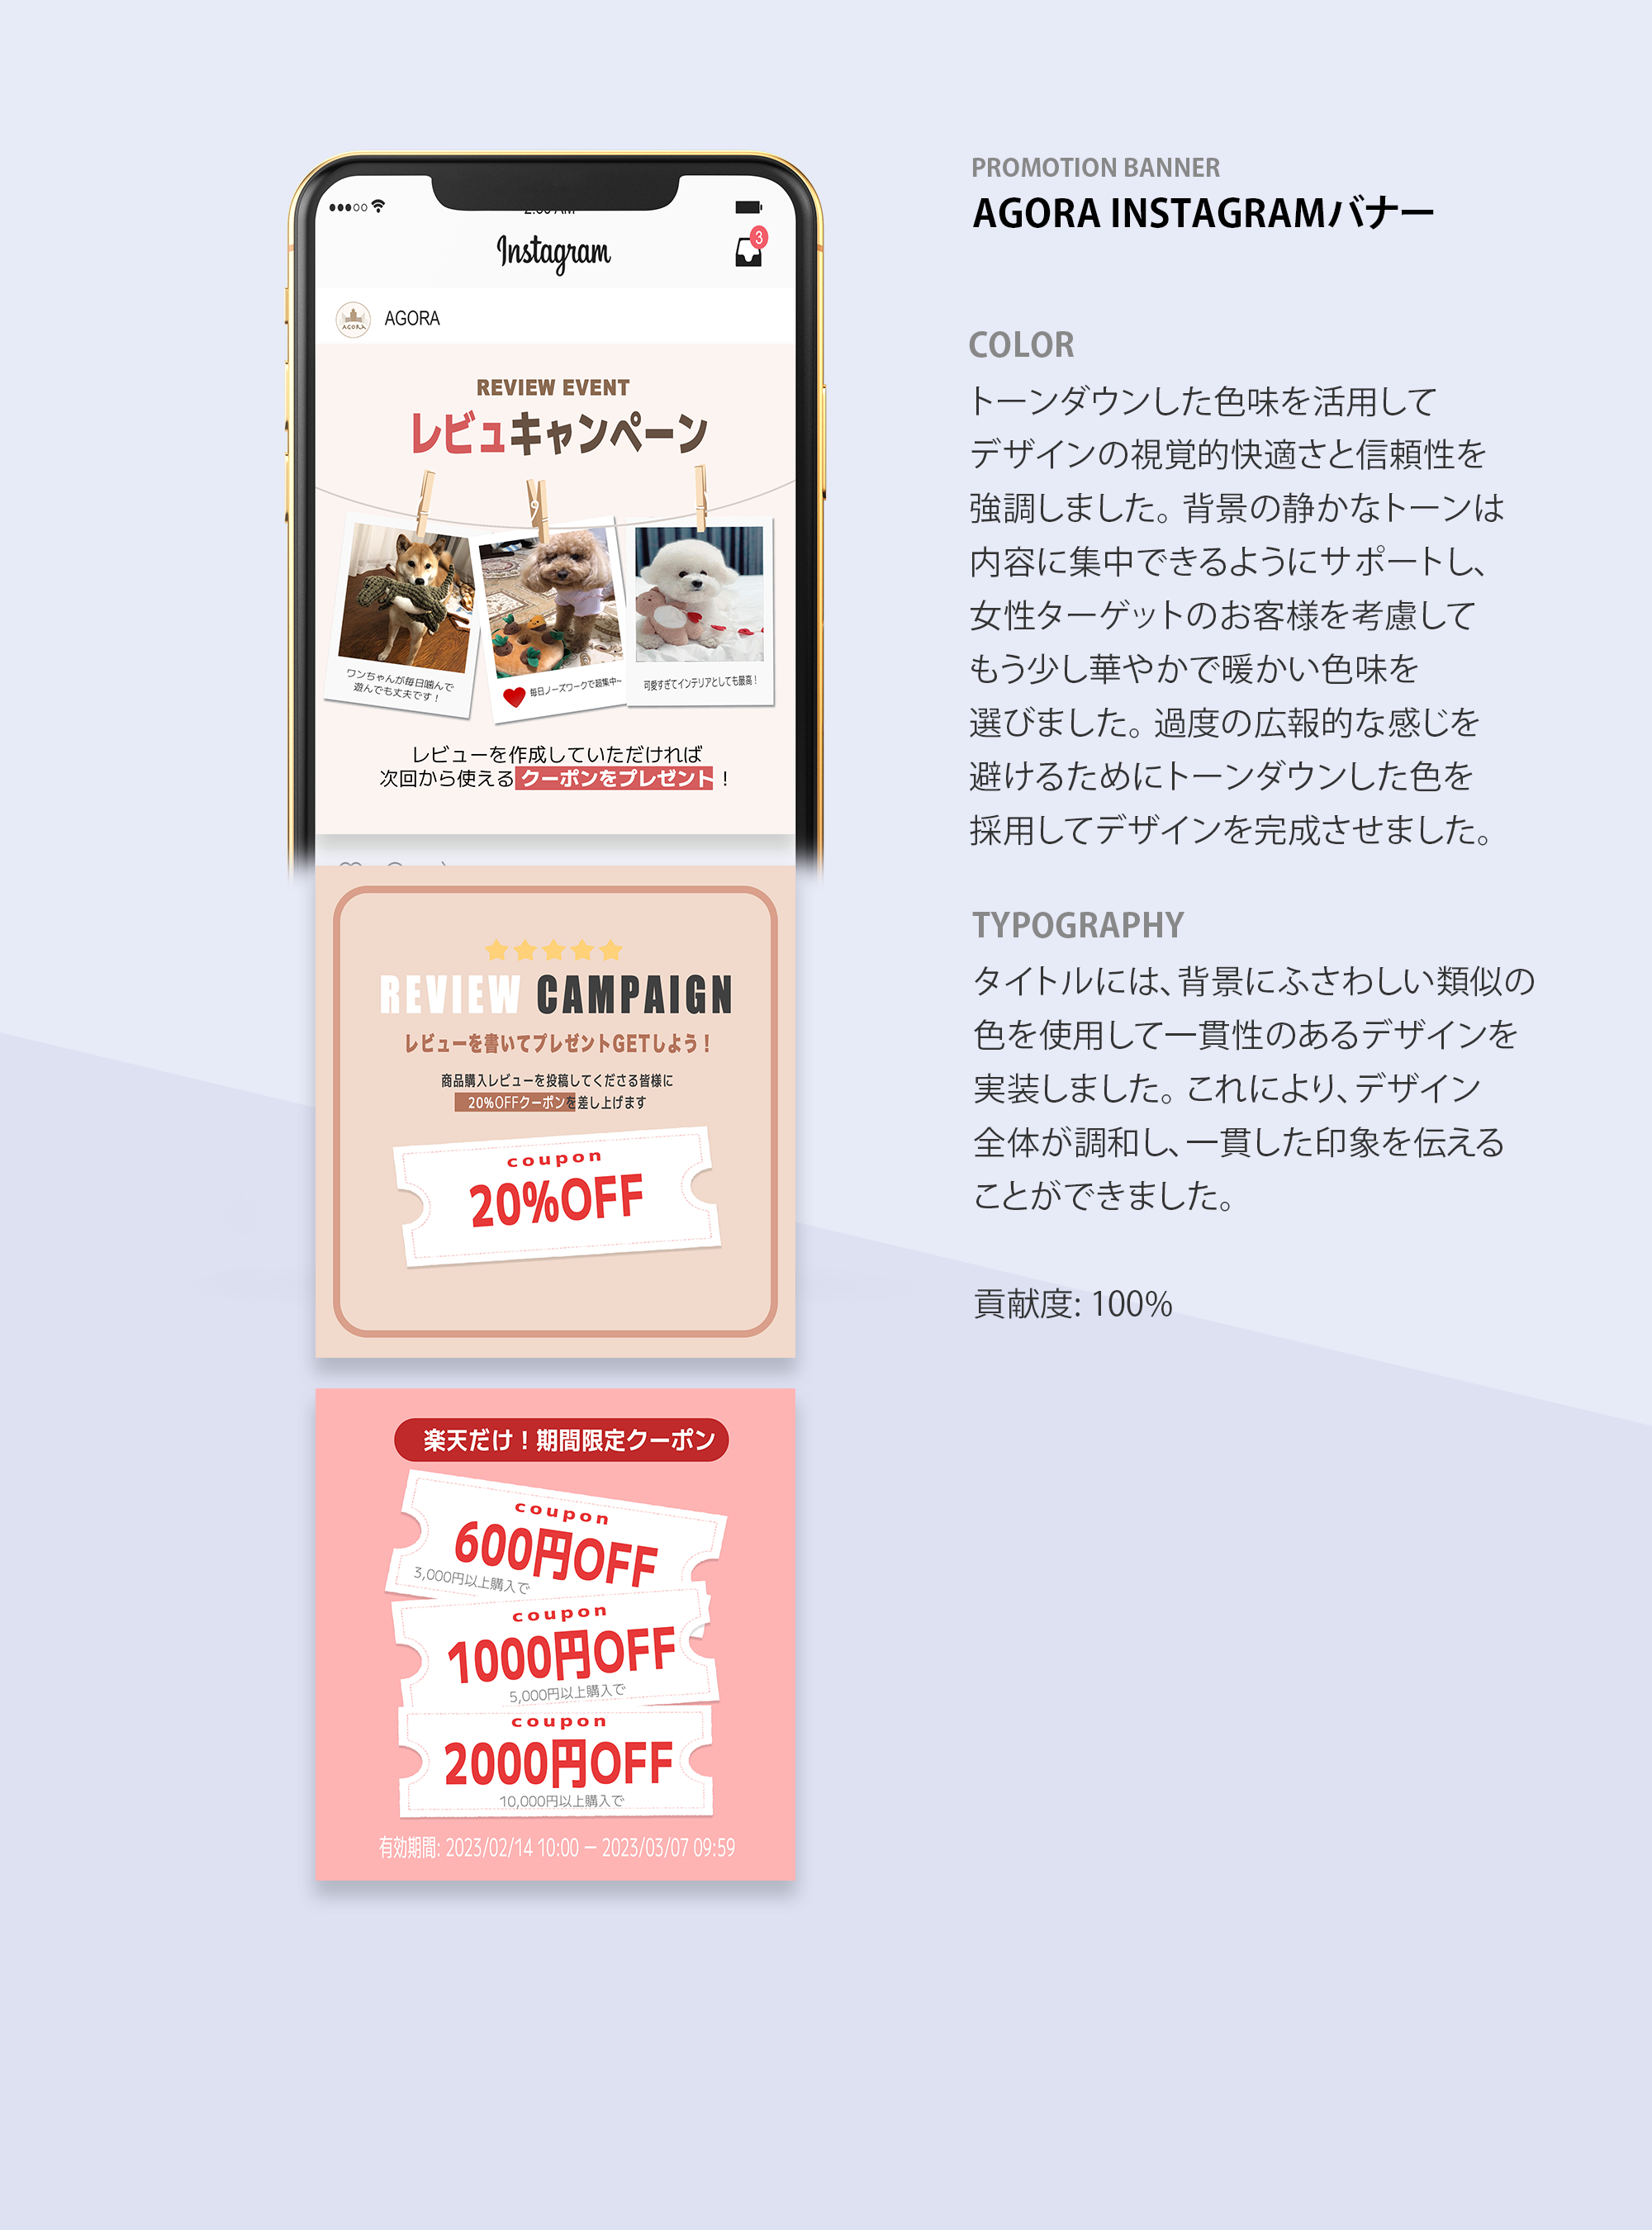 Instagram
3
AGORA
AGORA
REVIEW EVENT
レビュキャンペーン
ワンちゃんが毎日噛んで
遊んでも丈夫です！
毎日ノーズワークで超集中~
可愛すぎてインテリアとしても最高！
レビューを作成していただければ
次回から使える クーポンをプレゼント！
REVIEW CAMPAIGN
レビューを書いてプレゼントGETしよう！
商品購入レビューを投稿してくださる皆様に
20%OFFクーポンを差し上げます
coupon
20%OFF
楽天だけ！期間限定クーポン
coupon
600円OFF
3,000円以上購入で
coupon
1000円OFF
5,000円以上購入で
coupon
2000円OFF
10,000円以上購入で
有効期間: 2023/02/14 10:00 － 2023/03/07 09:59
PROMOTION BANNER
AGORA INSTAGRAMバナー
COLOR
トーンダウンした色味を活用して
デザインの視覚的快適さと信頼性を
強調しました。背景の静かなトーンは
内容に集中できるようにサポートし、
女性ターゲットのお客様を考慮して
もう少し華やかで暖かい色味を
選びました。過度の広報的な感じを
避けるためにトーンダウンした色を
採用してデザインを完成させました。
TYPOGRAPHY
タイトルには、背景にふさわしい類似の
色を使用して一貫性のあるデザインを
実装しました。これにより、デザイン
全体が調和し、一貫した印象を伝える
ことができました。
貢献度: 100%